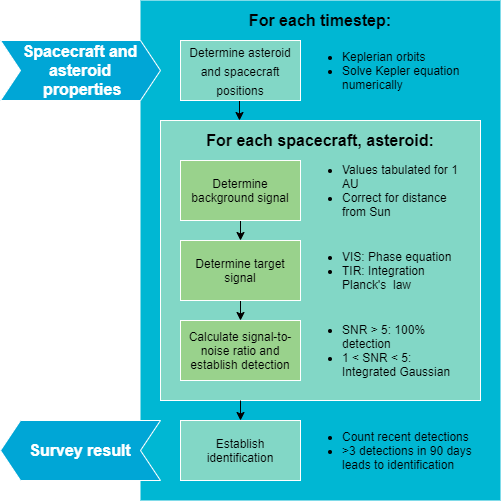 For each timestep:
Spacecraft and
asteroid
properties
Determine asteroid
and spacecraft
positions
Keplerian orbits
Solve Kepler equation
numerically
For each spacecraft, asteroid:
Determine
background signal
Values tabulated for 1
AU
Correct for distance
from Sun
Determine target
signal
VIS: Phase equation
TIR: Integration
Planck's law
Calculate signal-to-
noise ratio and
establish detection
SNR > 5: 100%
detection
1 < SNR < 5:
Integrated Gaussian
Survey result
Establish
identification
Count recent detections
>3 detections in 90 days
leads to identification